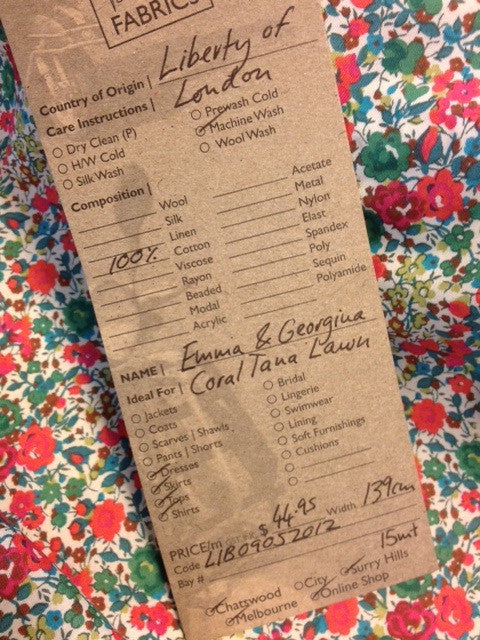 FABRICS
Country of Origin | Liberty of
London
Care Instructions |
Dry Clean (P)
H/W Cold
Silk Wash
Prewash Cold
Machine Wash
Wool Wash
Composition |
Wool
Silk
Linen
100% Cotton
Viscose
Rayon
Beaded
Modal
Acrylic
Acetate
Metal
Nylon
Elast
Spandex
Poly
Sequin
Polyamide
NAME | Emma & Georgina
Coral Tana Lawn
Ideal For |
Jackets
Coats
Scarves | Shawls
Pants | Shorts
Dresses
Skirts
Tops
Shirts
Bridal
Lingerie
Swimwear
Lining
Soft Furnishings
Cushions
PRICE/m $44.95 Width 139cm
Code LIB09052012
Bay # 15mt
Chatswood City Surry Hills
Melbourne Online Shop